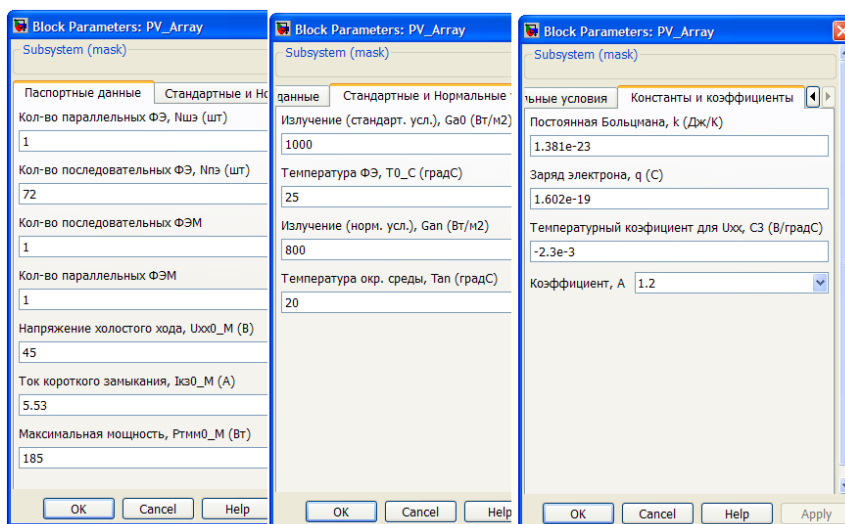 Block Parameters: PV_Array
Subsystem (mask)
Паспортные данные
Стандартные и Но
Кол-во параллельных ФЭ, Nшэ (шт)
1
Кол-во последовательных ФЭ, Nпэ (шт)
72
Кол-во последовательных ФЭМ
1
Кол-во параллельных ФЭМ
1
Напряжение холостого хода, Uxx0_M (В)
45
Ток короткого замыкания, Iкз0_M (А)
5.53
Максимальная мощность, Pтмм0_M (Вт)
185
OK Cancel Help
Block Parameters: PV_Array
Subsystem (mask)
данные
Стандартные и Нормальные
Излучение (стандарт. усл.), Ga0 (Вт/м2)
1000
Температура ФЭ, T0_C (градС)
25
Излучение (норм. усл.), Gan (Вт/м2)
800
Температура окр. среды, Tan (градС)
20
OK Cancel Help
Block Parameters: PV_Array
Subsystem (mask)
льные условия
Константы и коэффициенты
Постоянная Больцмана, k (Дж/К)
1.381e-23
Заряд электрона, q (С)
1.602e-19
Температурный коэфициент для Uxx, C3 (В/градС)
-2.3e-3
Коэффициент, А 1.2
OK Cancel Help Apply